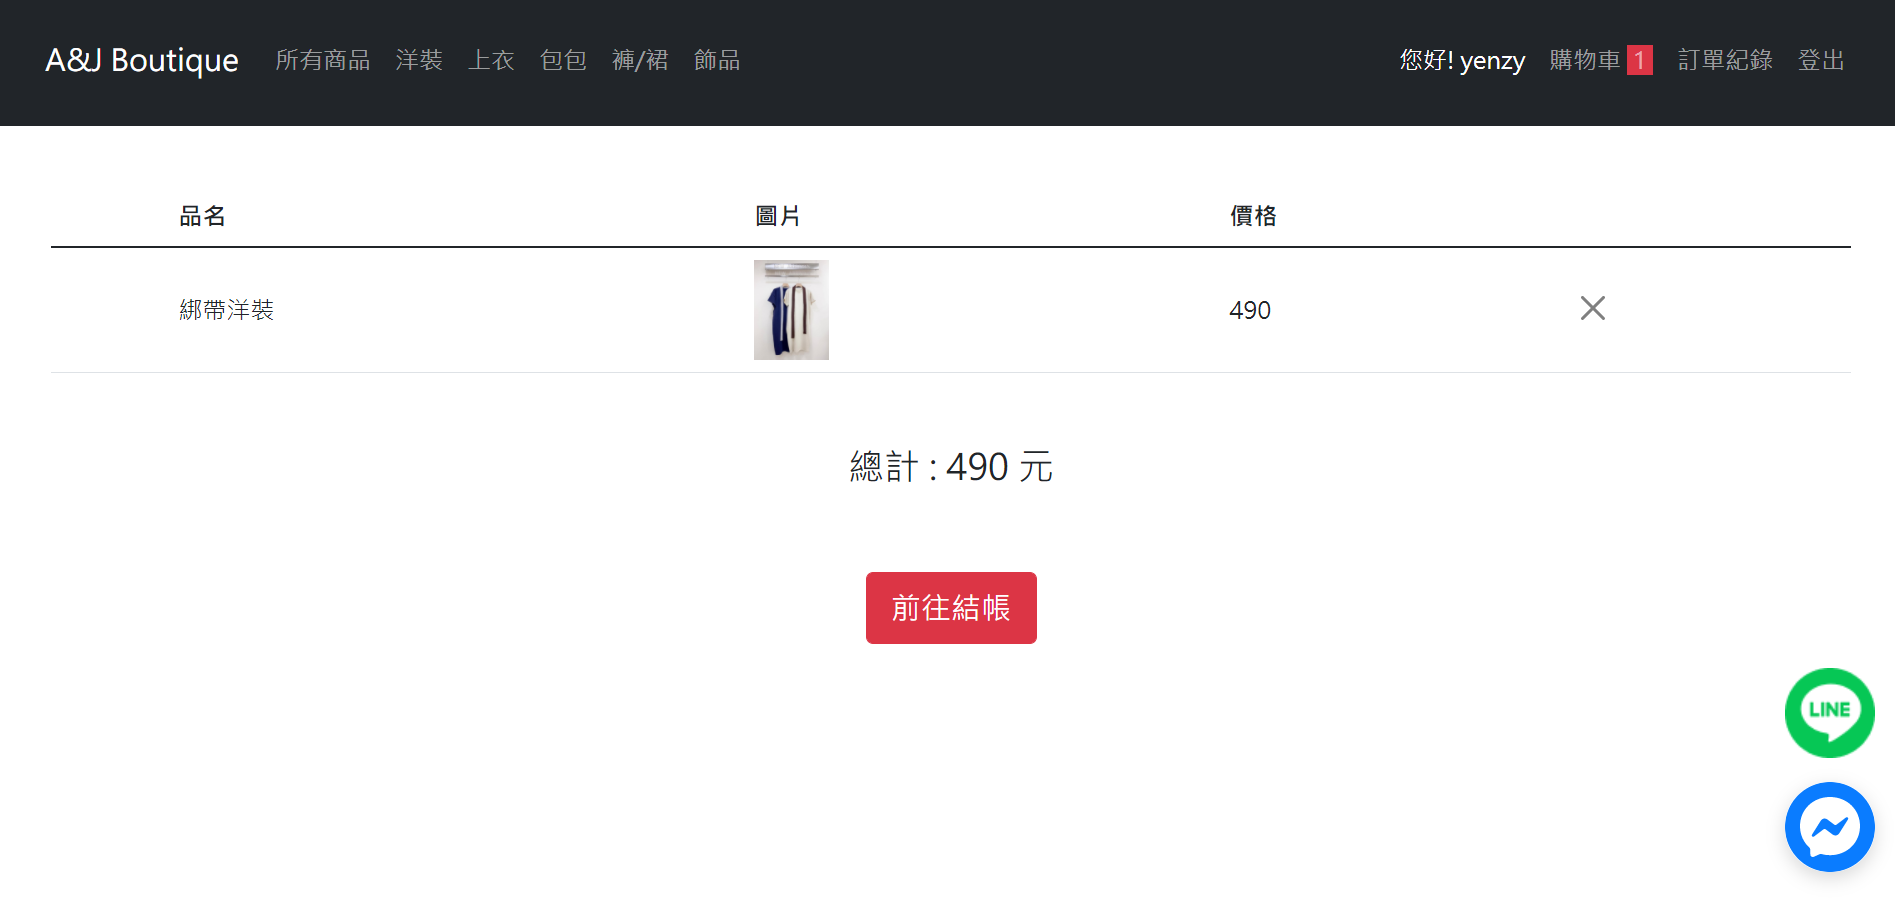 A&J Boutique 所有商品 洋裝 上衣 包包 褲/裙 飾品 您好! yenzy 購物車 1 訂單紀錄 登出
品名 圖片 價格
綁帶洋裝 490
總計 : 490 元
前往結帳
LINE